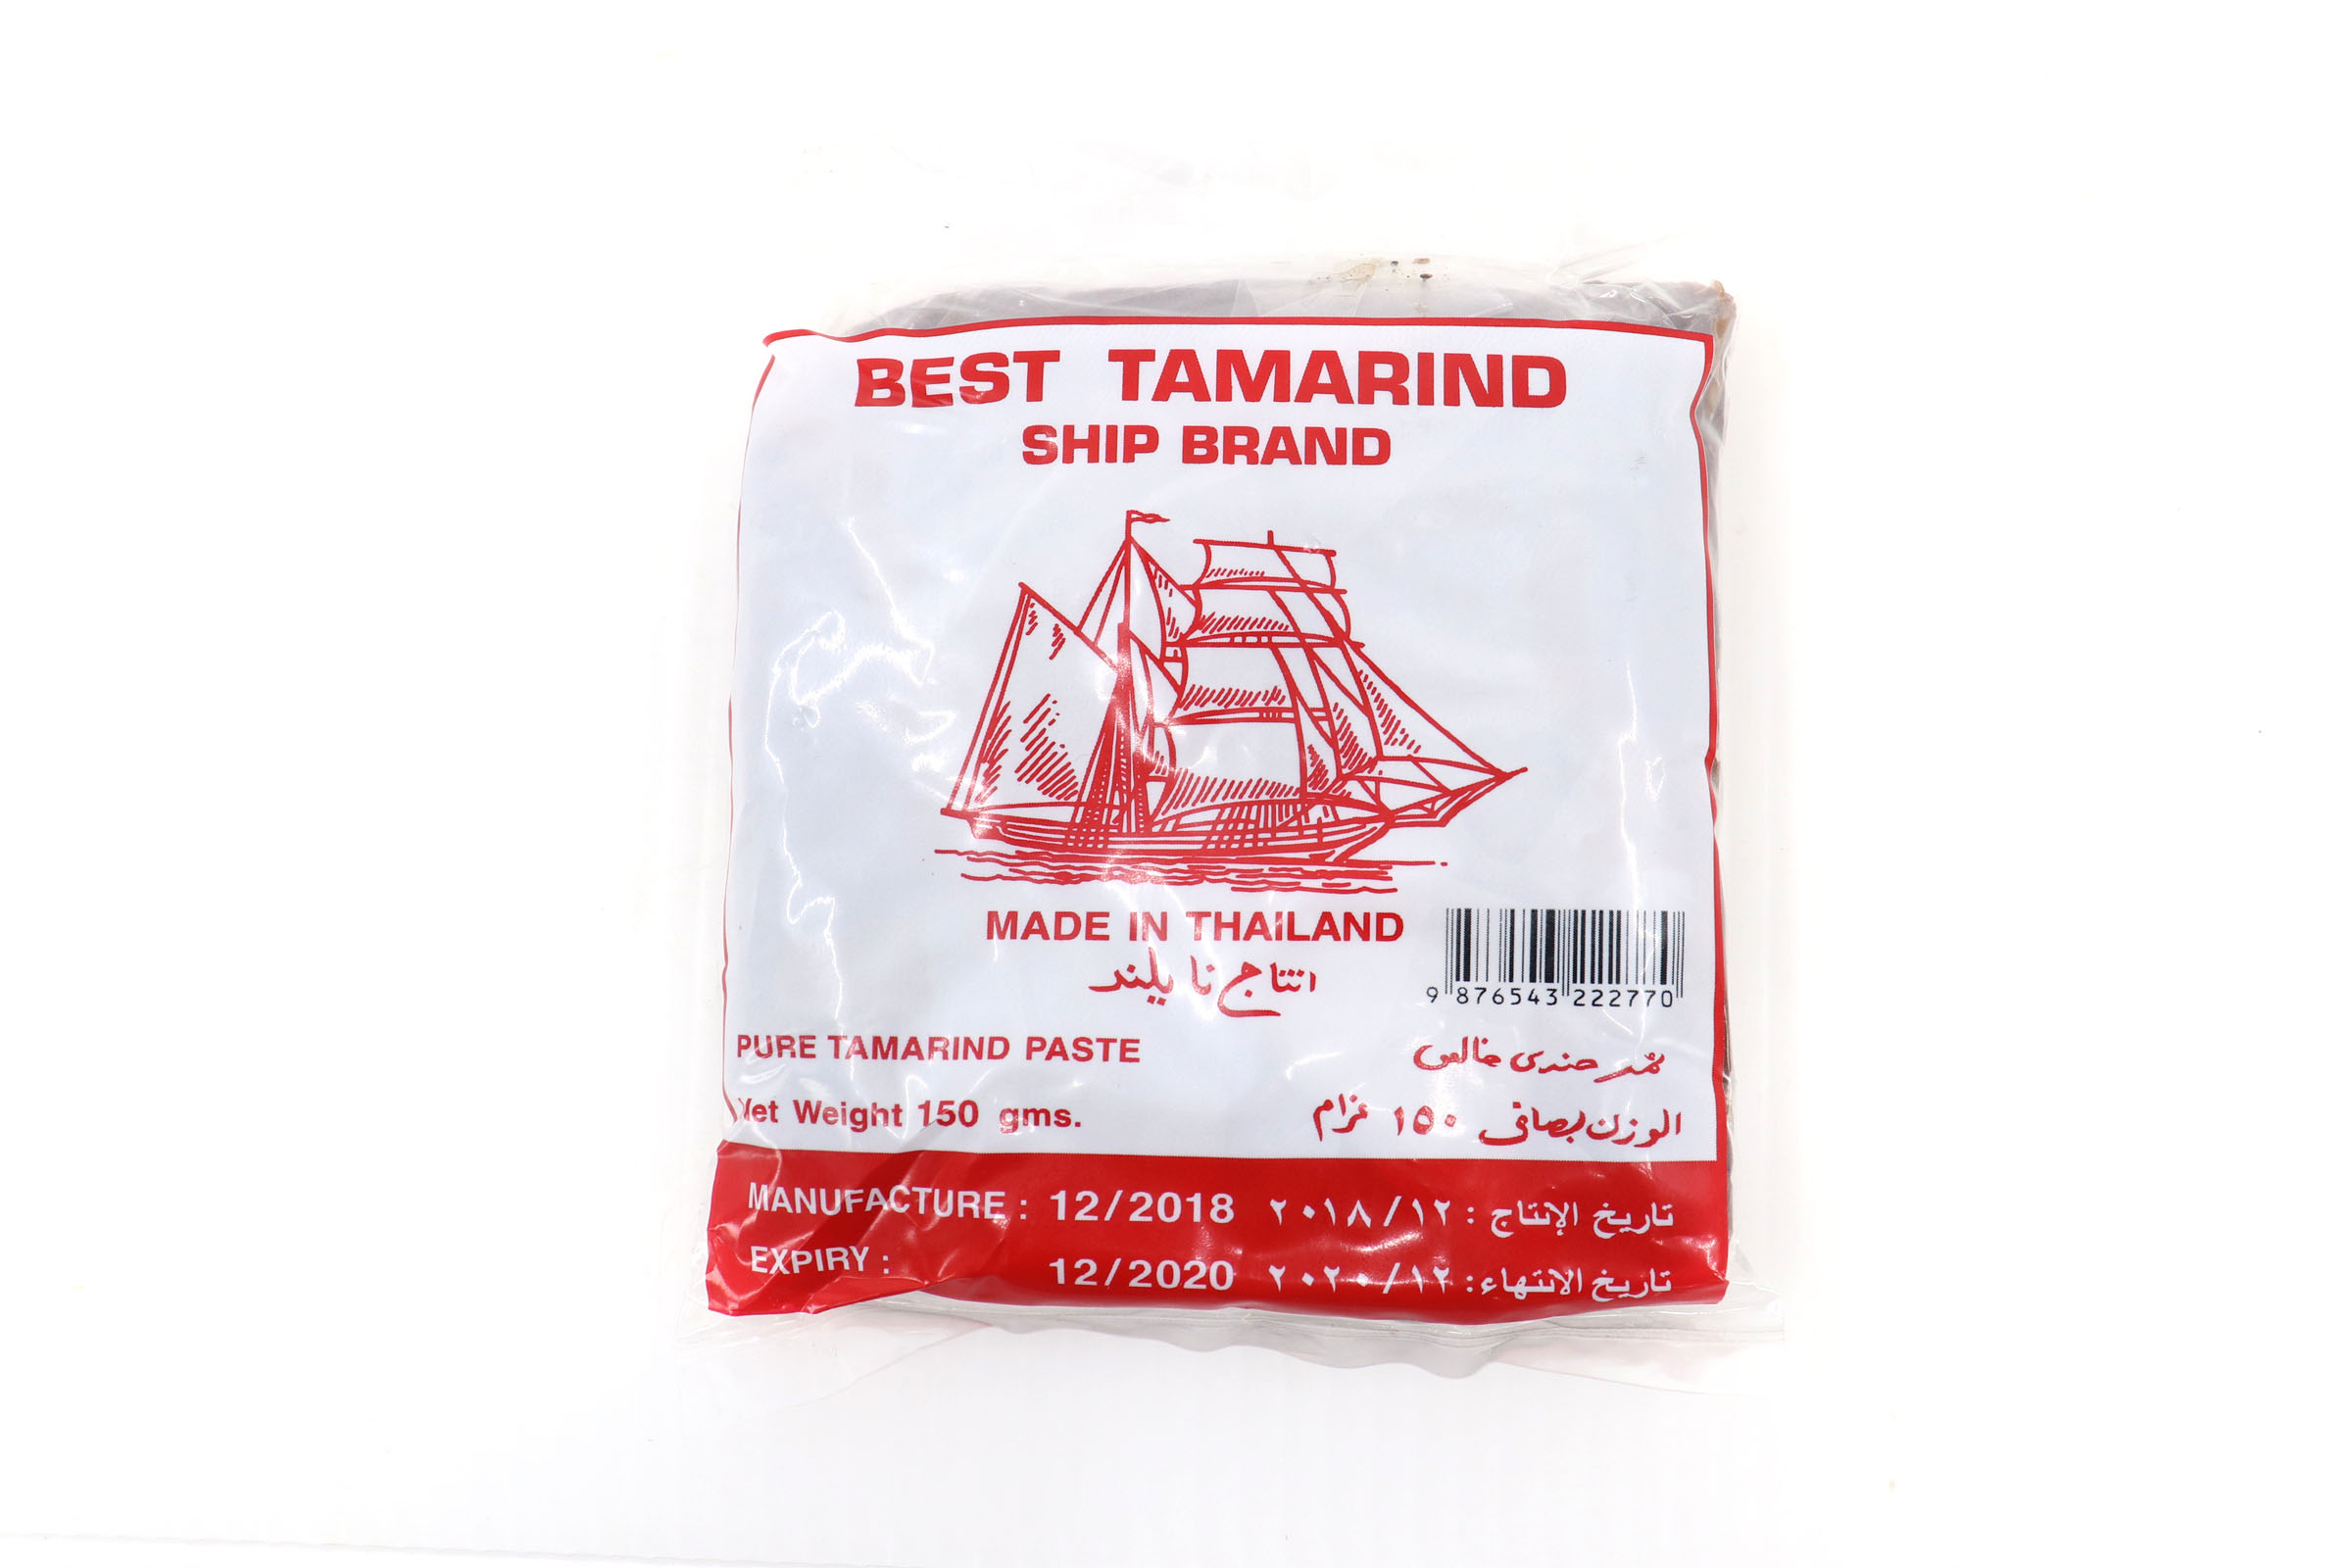 BEST TAMARIND
SHIP BRAND
MADE IN THAILAND
انتاج تايلند
9 876543 222770
PURE TAMARIND PASTE
تمر هندي خالص
Net Weight 150 gms.
الوزن الصافي ١٥٠ غرام
MANUFACTURE : 12/2018 تاريخ الإنتاج : ٢٠١٨/١٢
EXPIRY : 12/2020 تاريخ الانتهاء: ٢٠٢٠/١٢